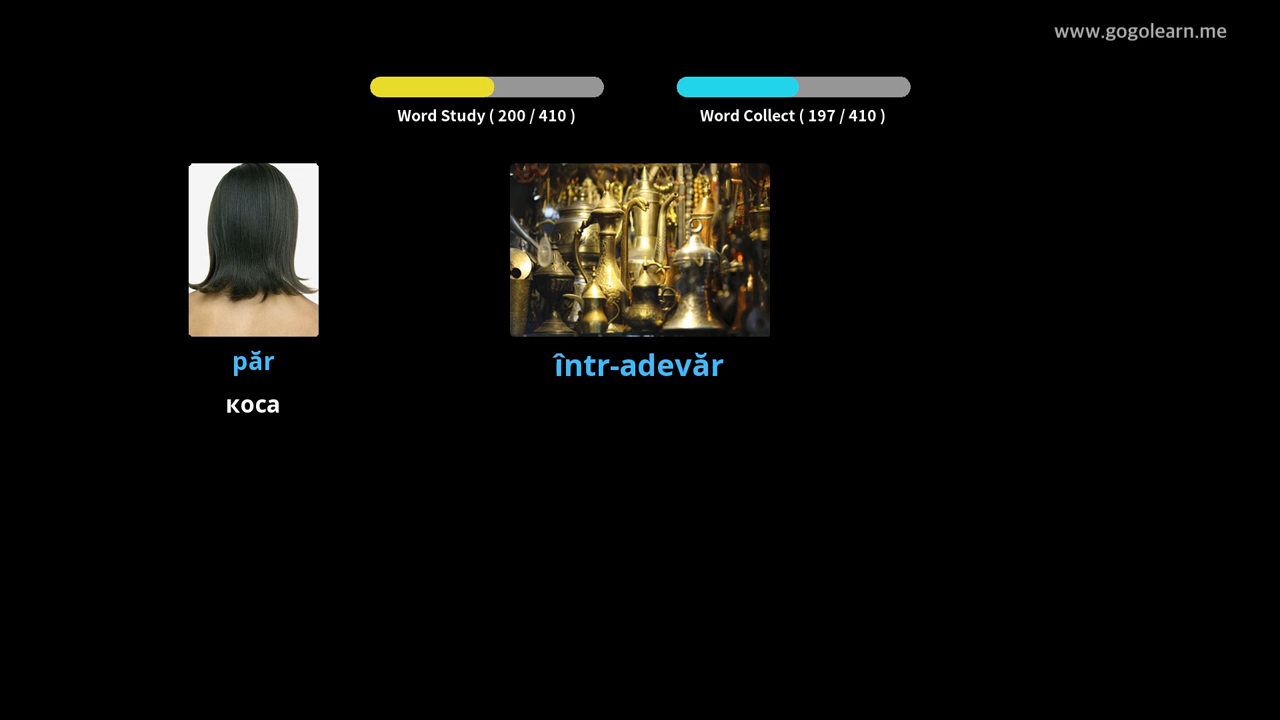 www.gogolearn.me
Word Study ( 200 / 410 )
Word Collect ( 197 / 410 )
păr
коса
într-adevăr